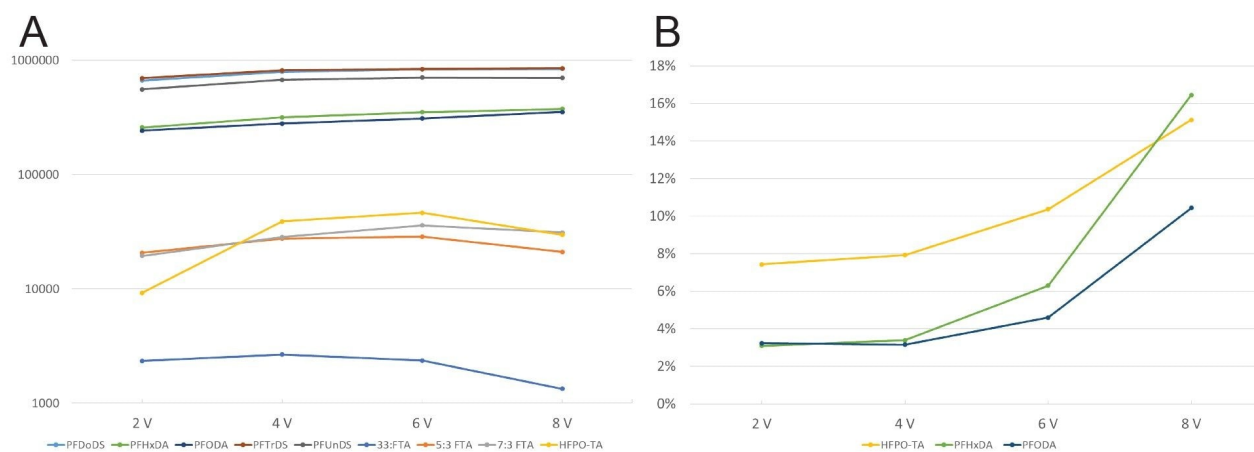 A
1000000
100000
10000
1000
2 V 4 V 6 V 8 V
PFDoDS PFHxDA PFODA PFTrDS PFUnDS 33:FTA 5:3 FTA 7:3 FTA HFPO-TA
B
18%
16%
14%
12%
10%
8%
6%
4%
2%
0%
2 V 4 V 6 V 8 V
HFPO-TA PFHxDA PFODA